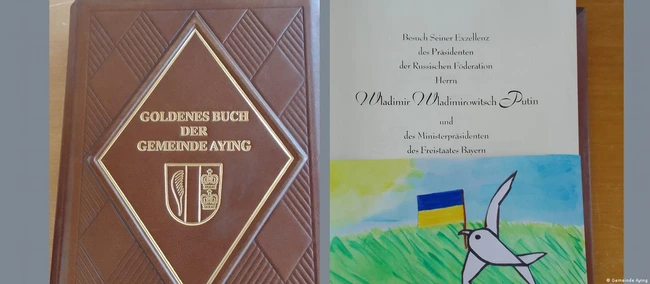 GOLDENES BUCH
DER
GEMEINDE AYING
Besuch Seiner Exzellenz
des Präsidenten
der Russischen Föderation
Herrn
Wladimir Wladimirowitsch Putin
und
des Ministerpräsidenten
des Freistaates Bayern
© Gemeinde Aying